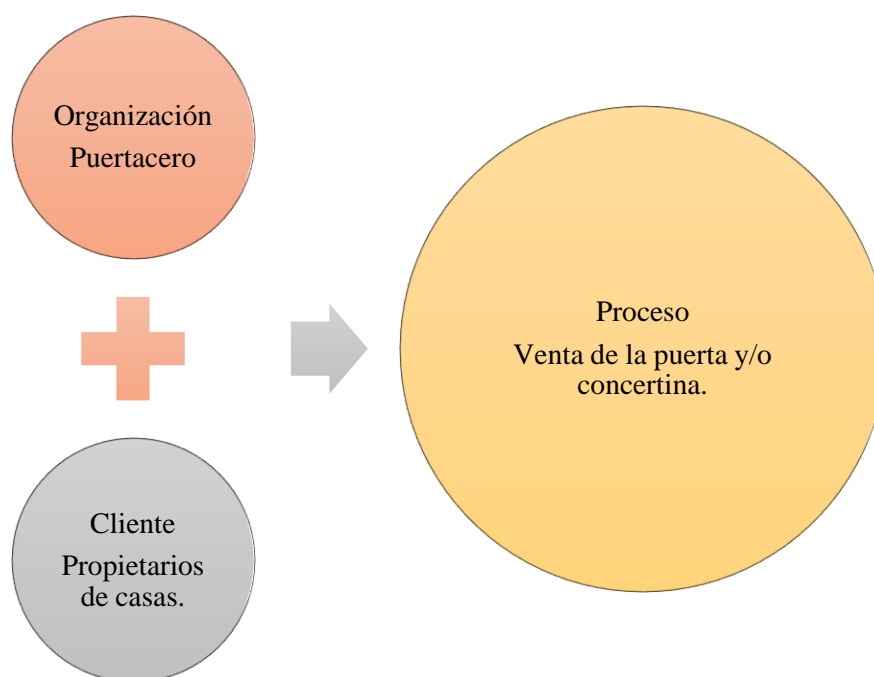 Organización
Puertacero
Cliente
Propietarios
de casas.
Proceso
Venta de la puerta y/o
concertina.